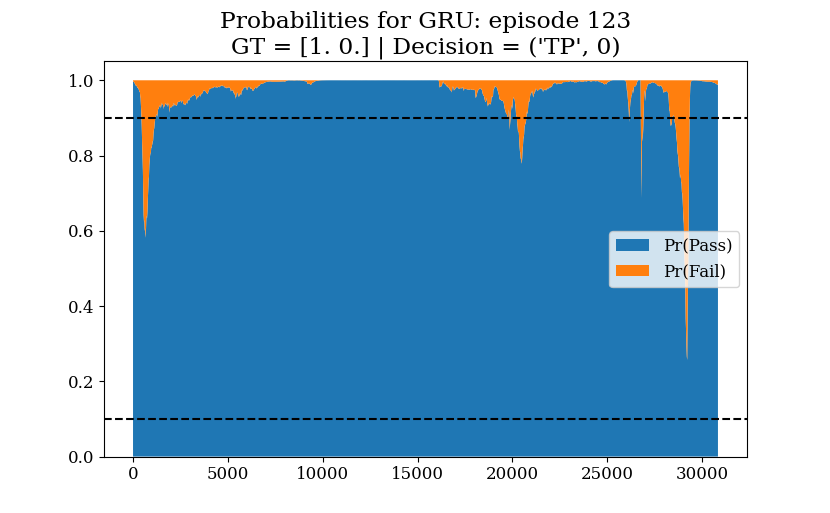 Probabilities for GRU: episode 123
GT = [1. 0.] | Decision = ('TP', 0)
1.0
0.8
0.6
0.4
0.2
0.0
Pr(Pass)
Pr(Fail)
0 5000 10000 15000 20000 25000 30000